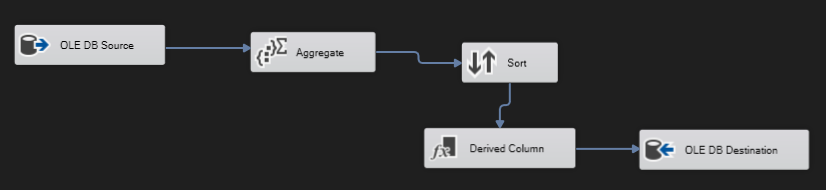 OLE DB Source
Aggregate
Sort
Derived Column
OLE DB Destination